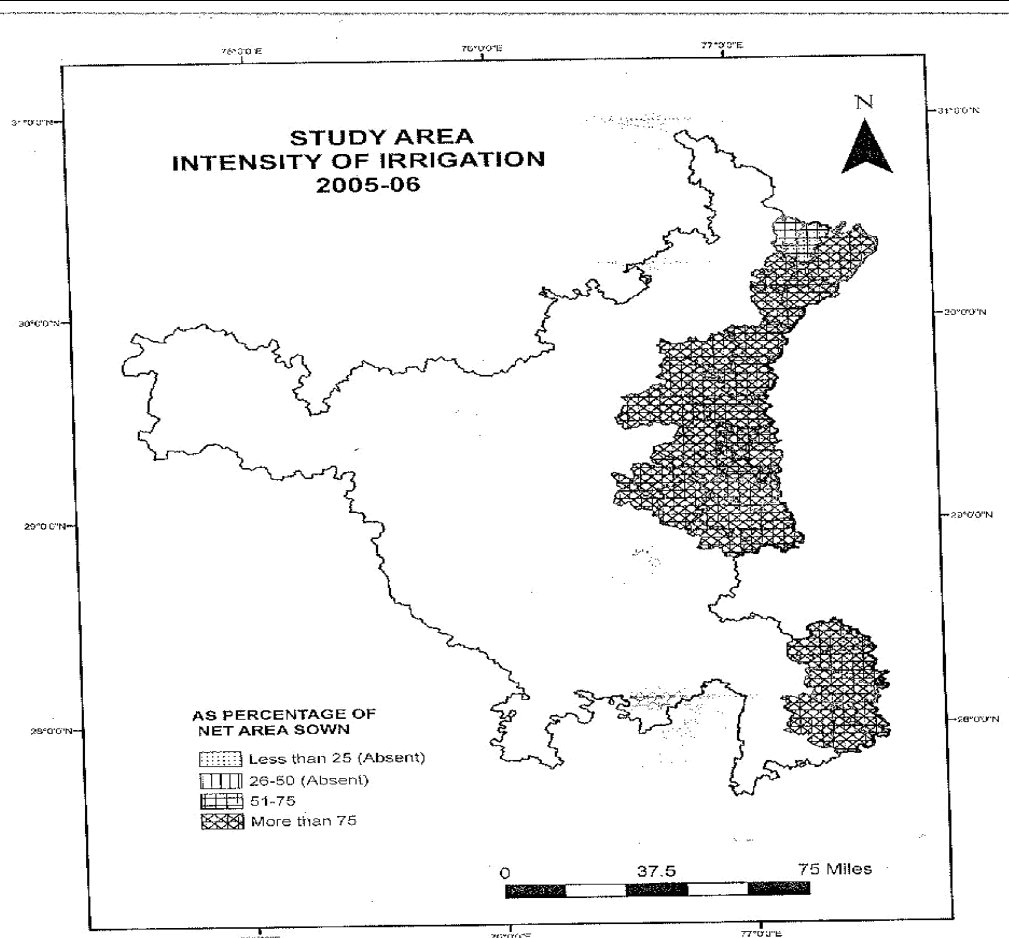 77°0'0"E
N
31°0'0"N
STUDY AREA
INTENSITY OF IRRIGATION
2005-06
29°0'0"N
AS PERCENTAGE OF
NET AREA SOWN
28°0'0"N
Less than 25 (Absent)
26-50 (Absent)
51-75
More than 75
0 37.5 75 Miles
77°0'0"E